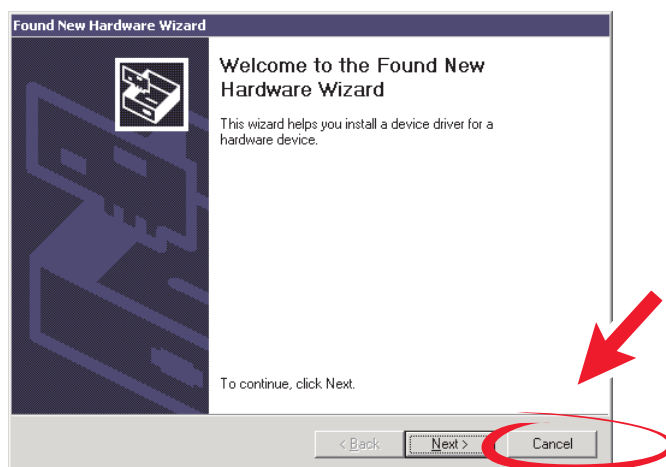 Found New Hardware Wizard
Welcome to the Found New
Hardware Wizard
This wizard helps you install a device driver for a
hardware device.
To continue, click Next.
< Back
Next >
Cancel